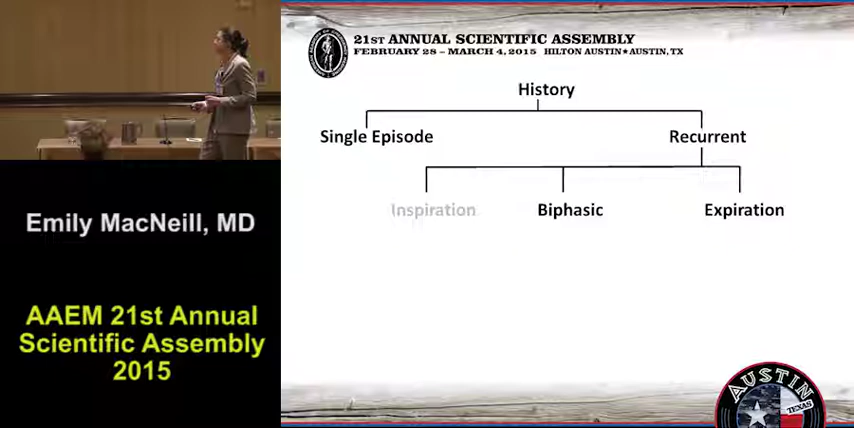 21ST ANNUAL SCIENTIFIC ASSEMBLY
FEBRUARY 28 – MARCH 4, 2015 HILTON AUSTIN★AUSTIN, TX
History
Single Episode
Recurrent
Inspiration
Biphasic
Expiration
Emily MacNeill, MD
AAEM 21st Annual
Scientific Assembly
2015
AUSTIN
TEXAS